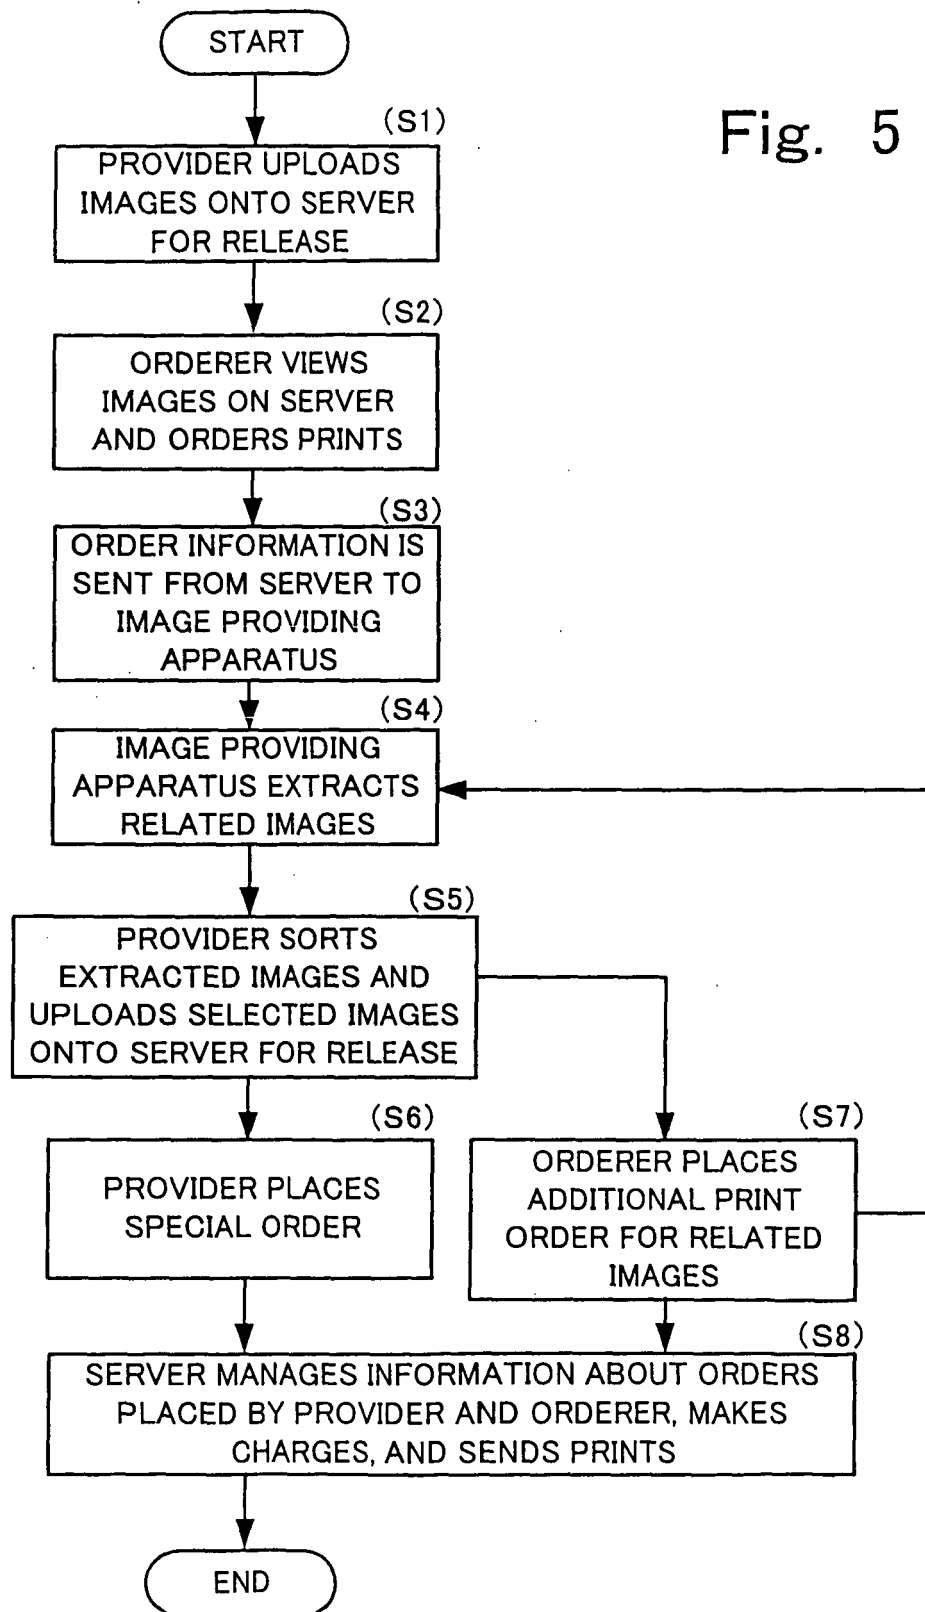 START
Fig. 5
(S1)
PROVIDER UPLOADS
IMAGES ONTO SERVER
FOR RELEASE
(S2)
ORDERER VIEWS
IMAGES ON SERVER
AND ORDERS PRINTS
(S3)
ORDER INFORMATION IS
SENT FROM SERVER TO
IMAGE PROVIDING
APPARATUS
(S4)
IMAGE PROVIDING
APPARATUS EXTRACTS
RELATED IMAGES
(S5)
PROVIDER SORTS
EXTRACTED IMAGES AND
UPLOADS SELECTED IMAGES
ONTO SERVER FOR RELEASE
(S6)
PROVIDER PLACES
SPECIAL ORDER
(S7)
ORDERER PLACES
ADDITIONAL PRINT
ORDER FOR RELATED
IMAGES
(S8)
SERVER MANAGES INFORMATION ABOUT ORDERS
PLACED BY PROVIDER AND ORDERER, MAKES
CHARGES, AND SENDS PRINTS
END